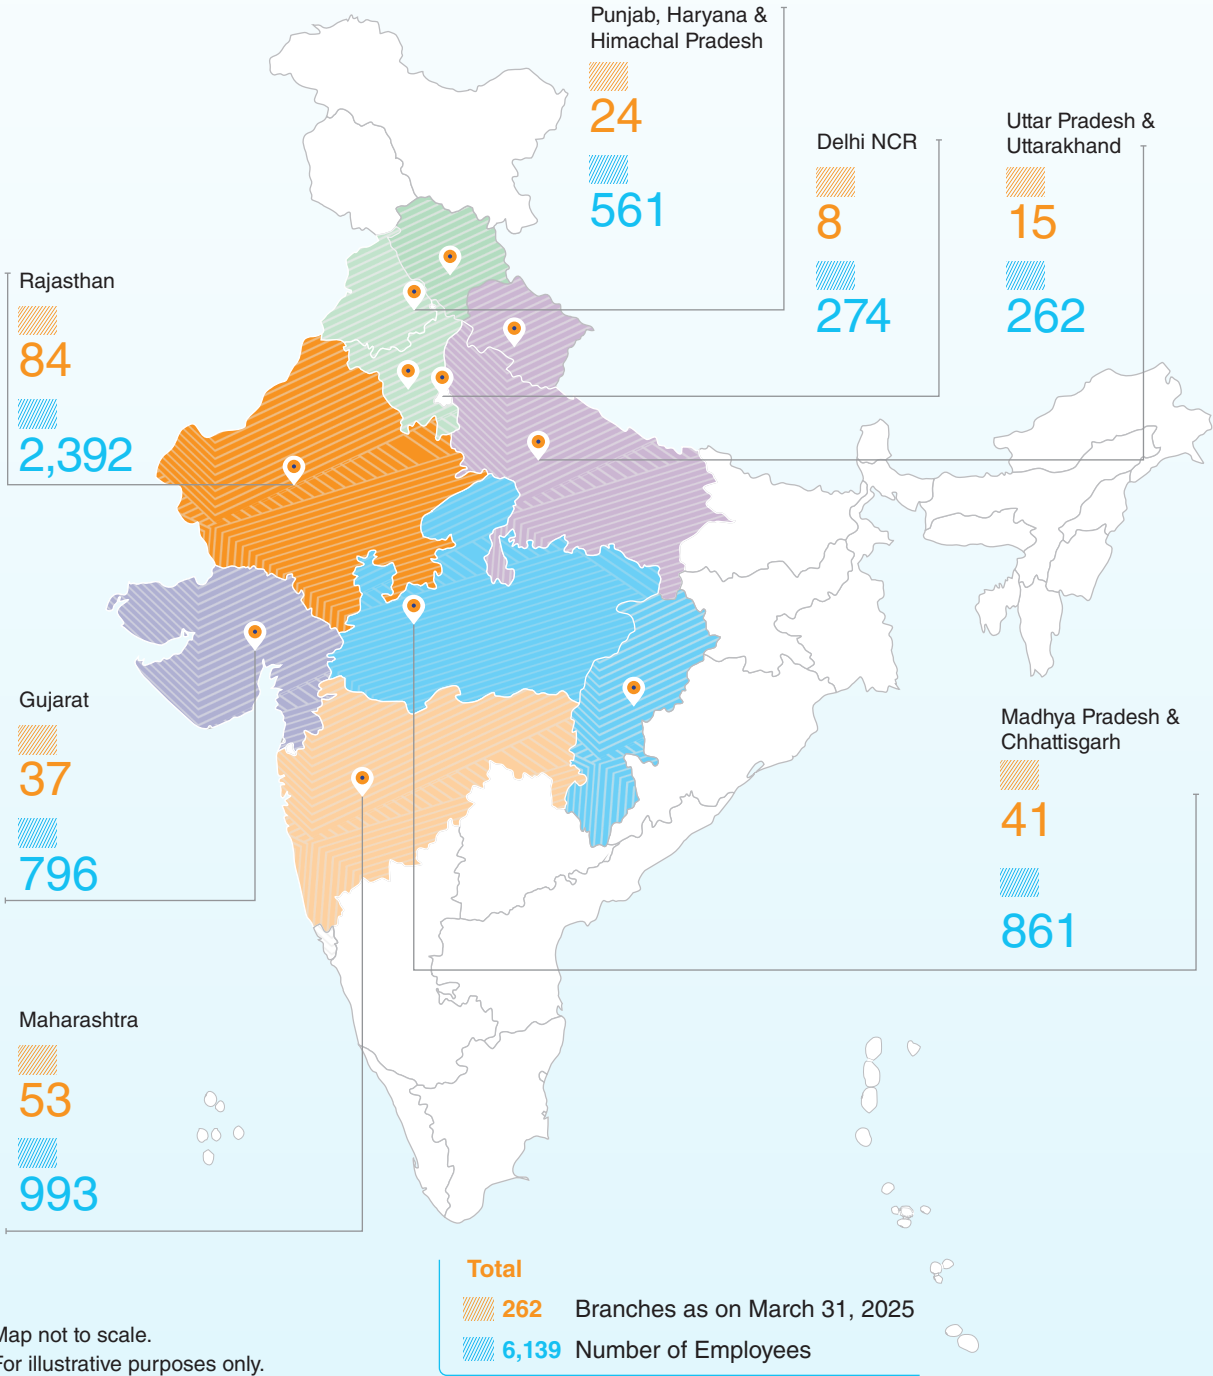 Punjab, Haryana &
Himachal Pradesh
24
561
Delhi NCR
8
274
Uttar Pradesh &
Uttarakhand
15
262
Rajasthan
84
2,392
Gujarat
37
796
Madhya Pradesh &
Chhattisgarh
41
861
Maharashtra
53
993
Total
262 Branches as on March 31, 2025
6,139 Number of Employees
Map not to scale.
For illustrative purposes only.